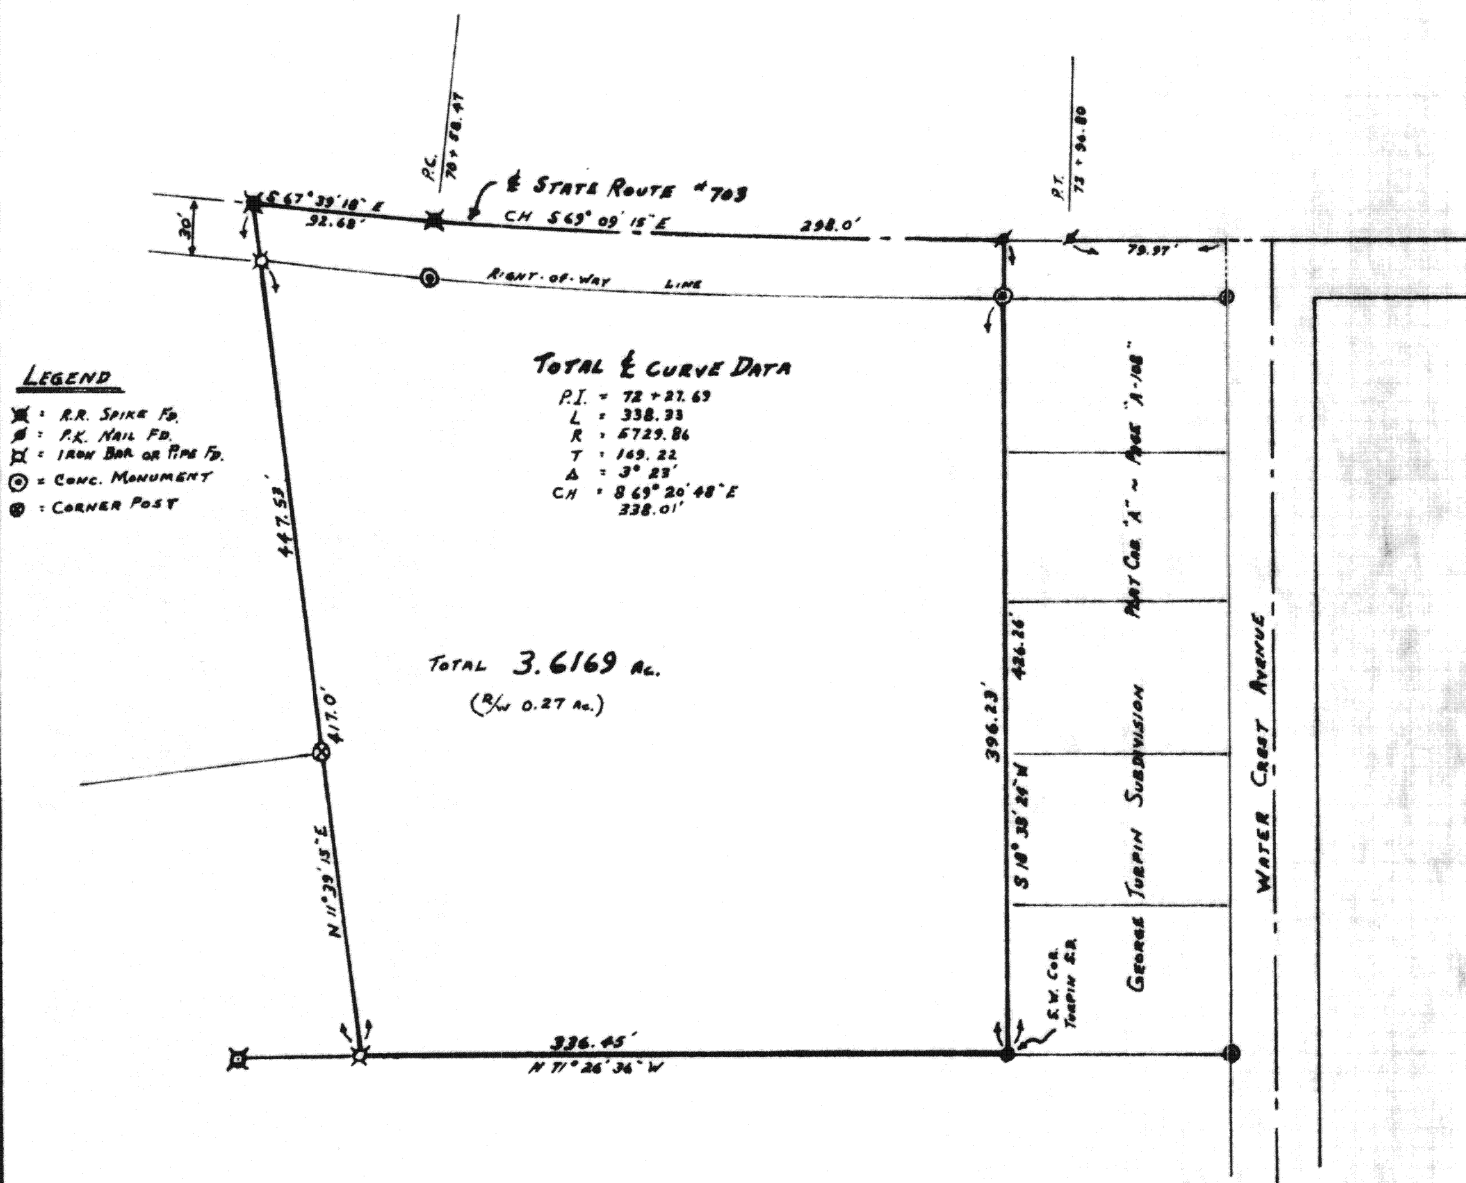 P.C.
70 + 58.47
P.T.
73 + 96.80
℄ STATE ROUTE #703
S 67° 39' 18" E
92.68'
CH S 69° 09' 15" E
298.0'
79.97'
30'
RIGHT-OF-WAY LINE
LEGEND
= R.R. SPIKE FD.
= P.K. NAIL FD.
= IRON BAR OR PIPE FD.
= CONC. MONUMENT
= CORNER POST
TOTAL ℄ CURVE DATA
P.I. = 72 + 27.69
L = 338.33
R = 5729.86
T = 169.22
Δ = 3° 23'
CH = S 69° 20' 48" E
338.01'
447.53'
417.0'
N 11° 39' 15" E
TOTAL 3.6169 AC.
(R/W 0.27 AC.)
426.26'
396.23'
S 18° 33' 24" W
GEORGE TURPIN SUBDIVISION PLAT CAB. "A" ~ PAGE "A-108"
WATER CREST AVENUE
S.W. COR.
TURPIN S.D.
336.45'
N 71° 26' 36" W